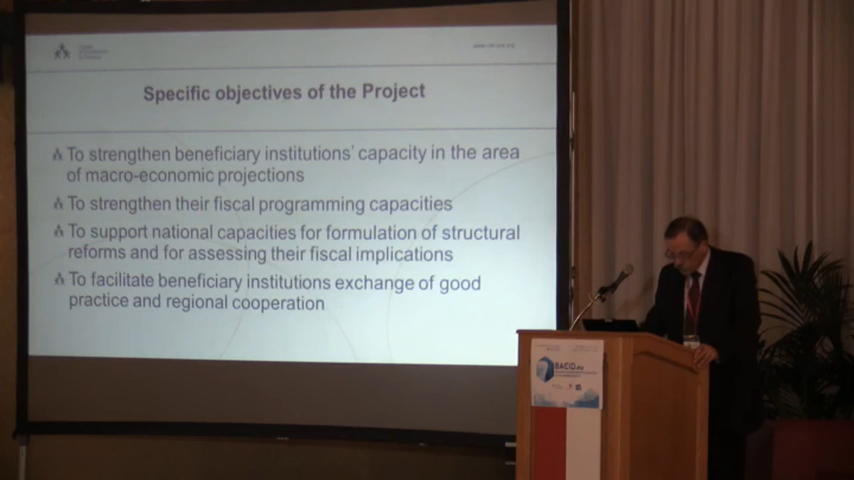 Specific objectives of the Project
To strengthen beneficiary institutions' capacity in the area
of macro-economic projections
To strengthen their fiscal programming capacities
To support national capacities for formulation of structural
reforms and for assessing their fiscal implications
To facilitate beneficiary institutions exchange of good
practice and regional cooperation
BACID.eu